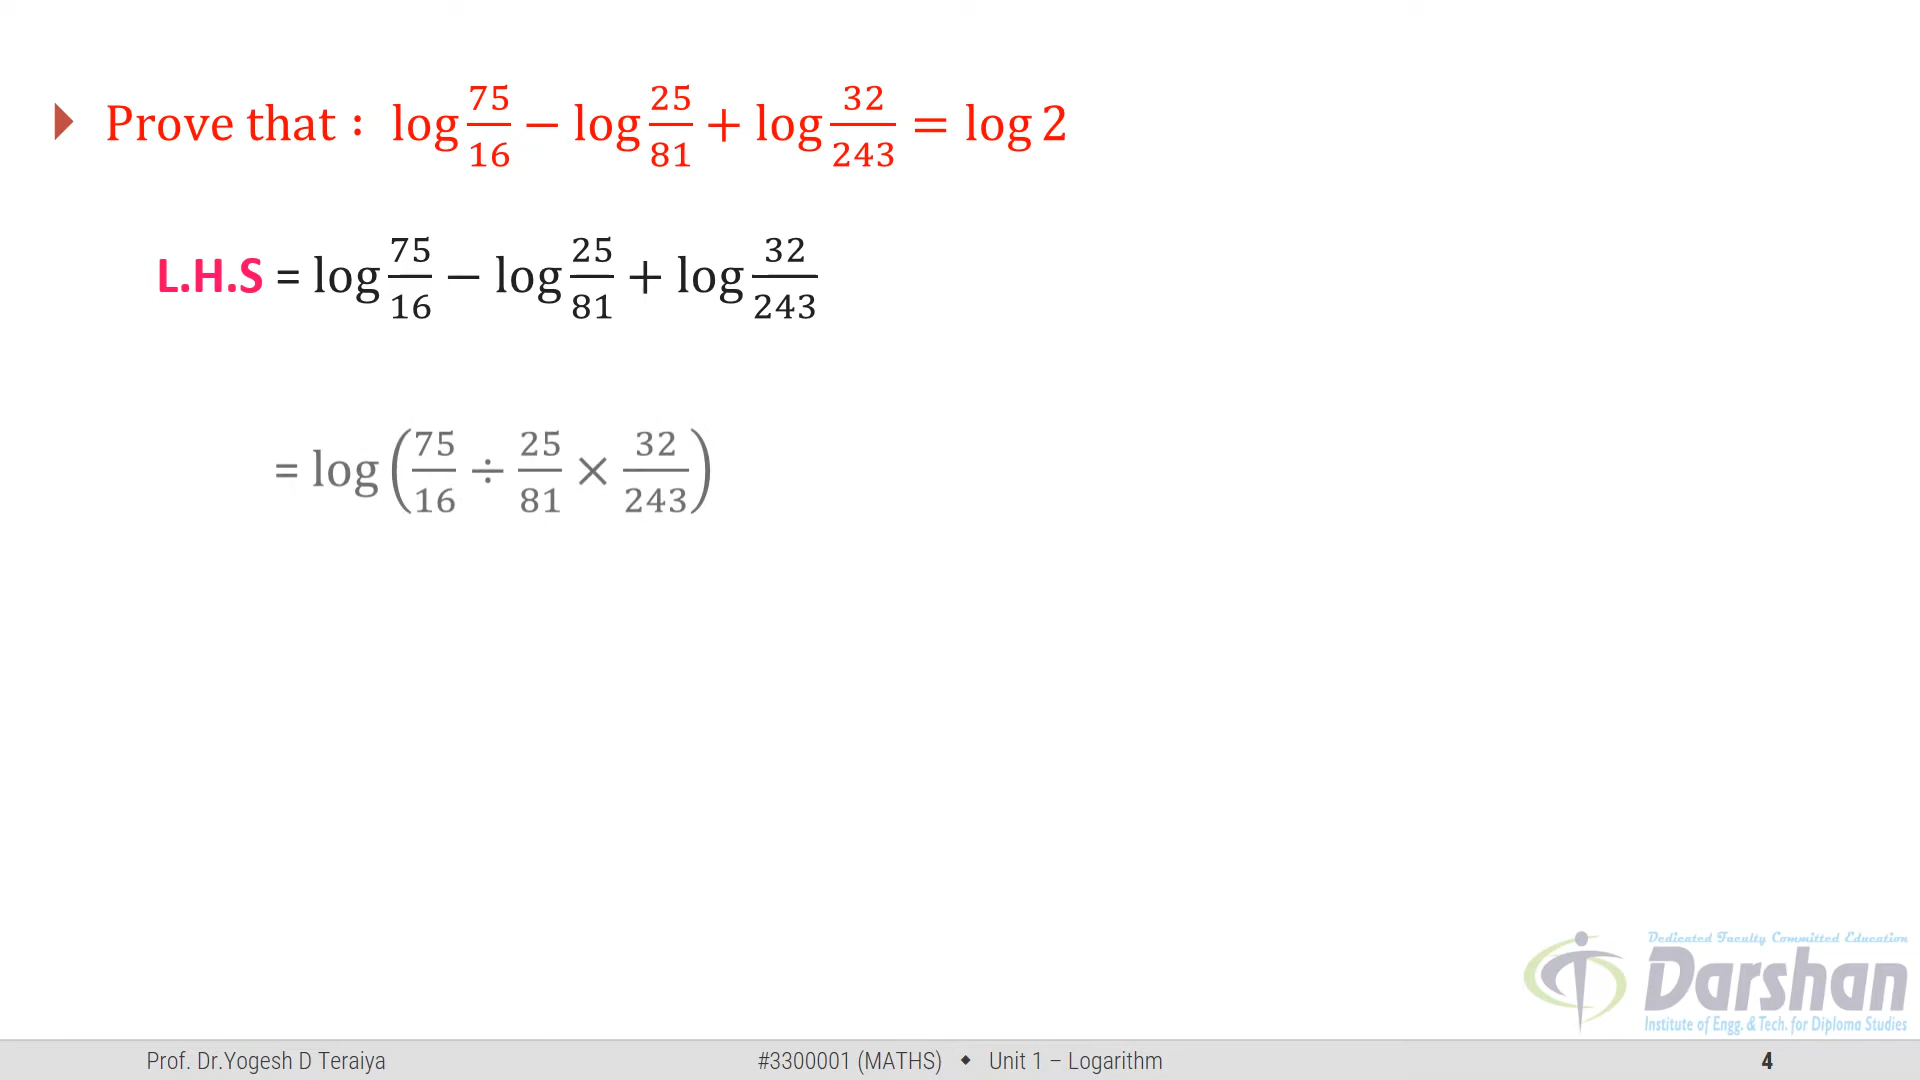 Prove that : log 75/16 − log 25/81 + log 32/243 = log 2
L.H.S = log 75/16 − log 25/81 + log 32/243
= log (75/16 ÷ 25/81 × 32/243)
Dedicated Faculty Committed Education
Darshan
Institute of Engg. & Tech. for Diploma Studies
Prof. Dr.Yogesh D Teraiya #3300001 (MATHS) ◆ Unit 1 – Logarithm 4